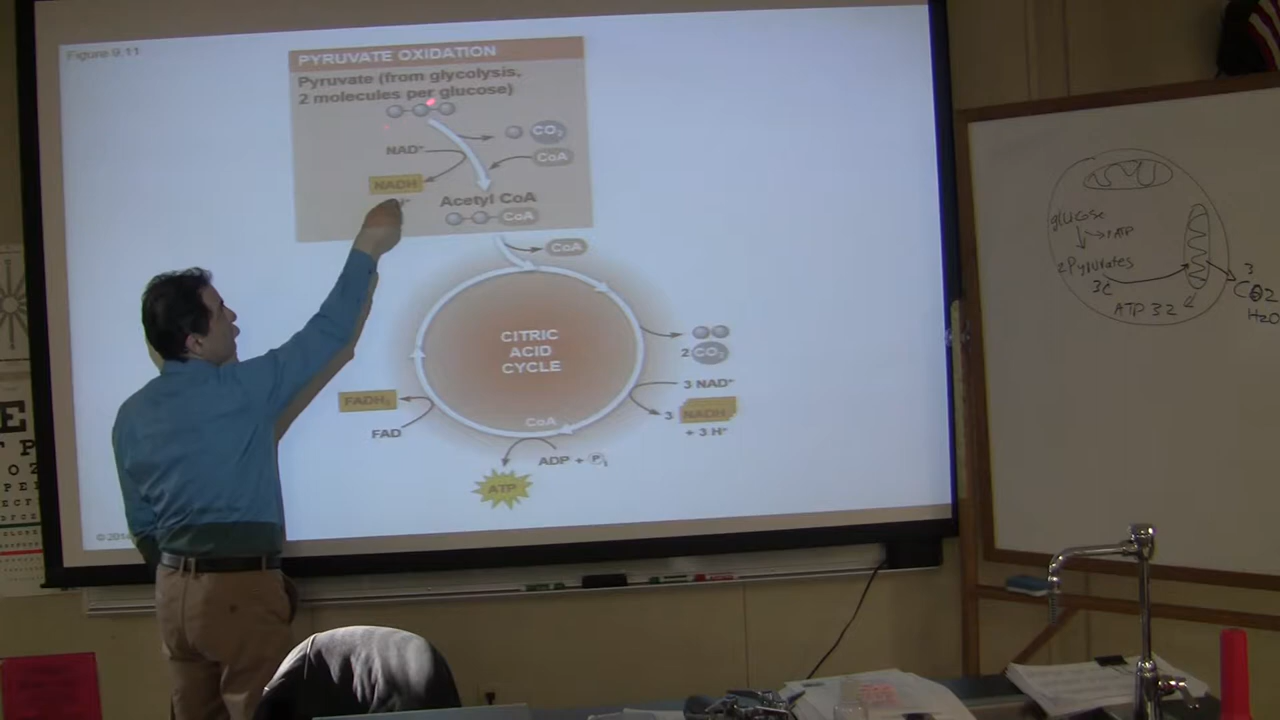 Figure 9.11
PYRUVATE OXIDATION
Pyruvate (from glycolysis,
2 molecules per glucose)
CO₂
NAD⁺
CoA
NADH
H⁺
Acetyl CoA
CoA
CoA
CITRIC
ACID
CYCLE
2 CO₂
3 NAD⁺
3 NADH
+ 3 H⁺
FADH₂
FAD
CoA
ADP + Pi
ATP
© 201
glucose
ATP
2 Pyruvates
3C
ATP 32
3
H2O
E